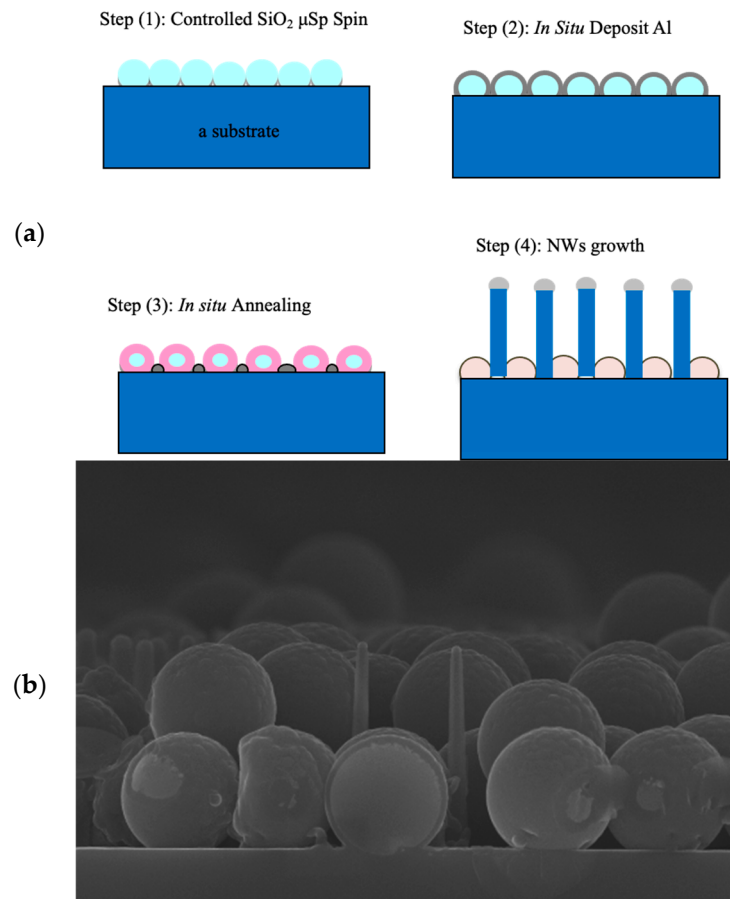 Step (1): Controlled SiO₂ μSp Spin
Step (2): In Situ Deposit Al
a substrate
(a)
Step (4): NWs growth
Step (3): In situ Annealing
(b)